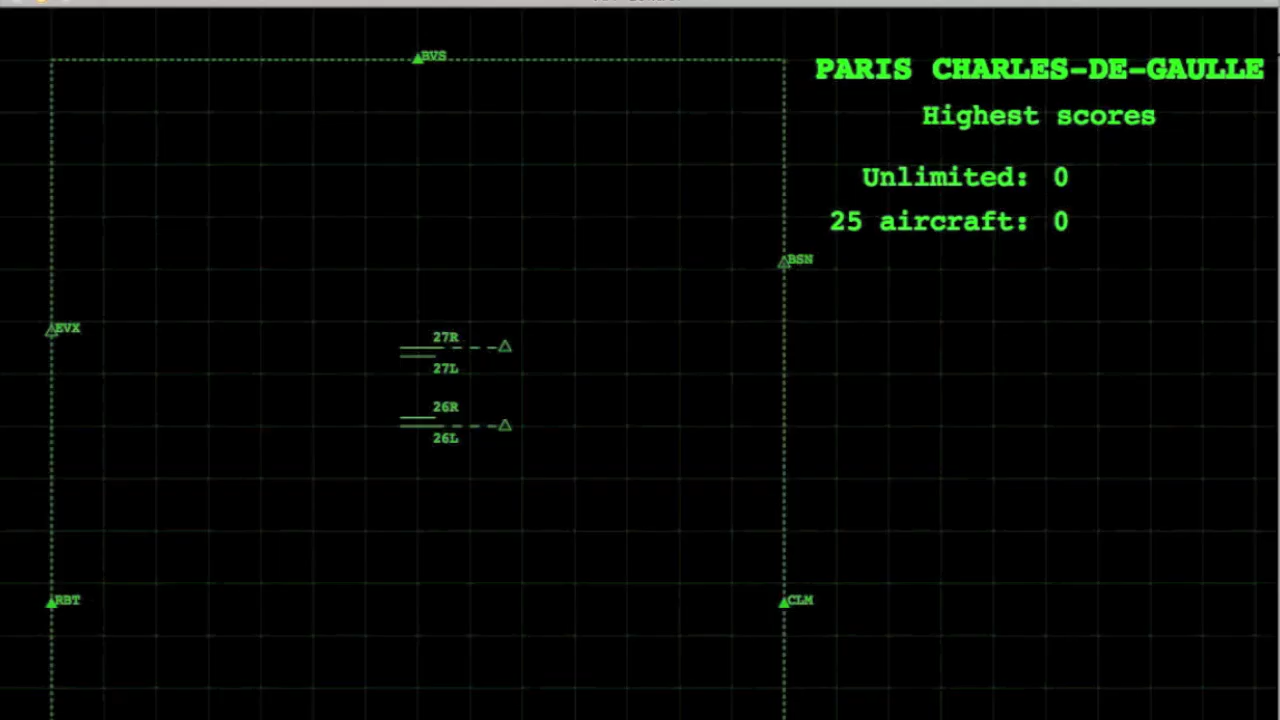 BVS
PARIS CHARLES-DE-GAULLE
Highest scores
Unlimited: 0
25 aircraft: 0
BSN
EVX
27R
27L
26R
26L
RBT
CLM